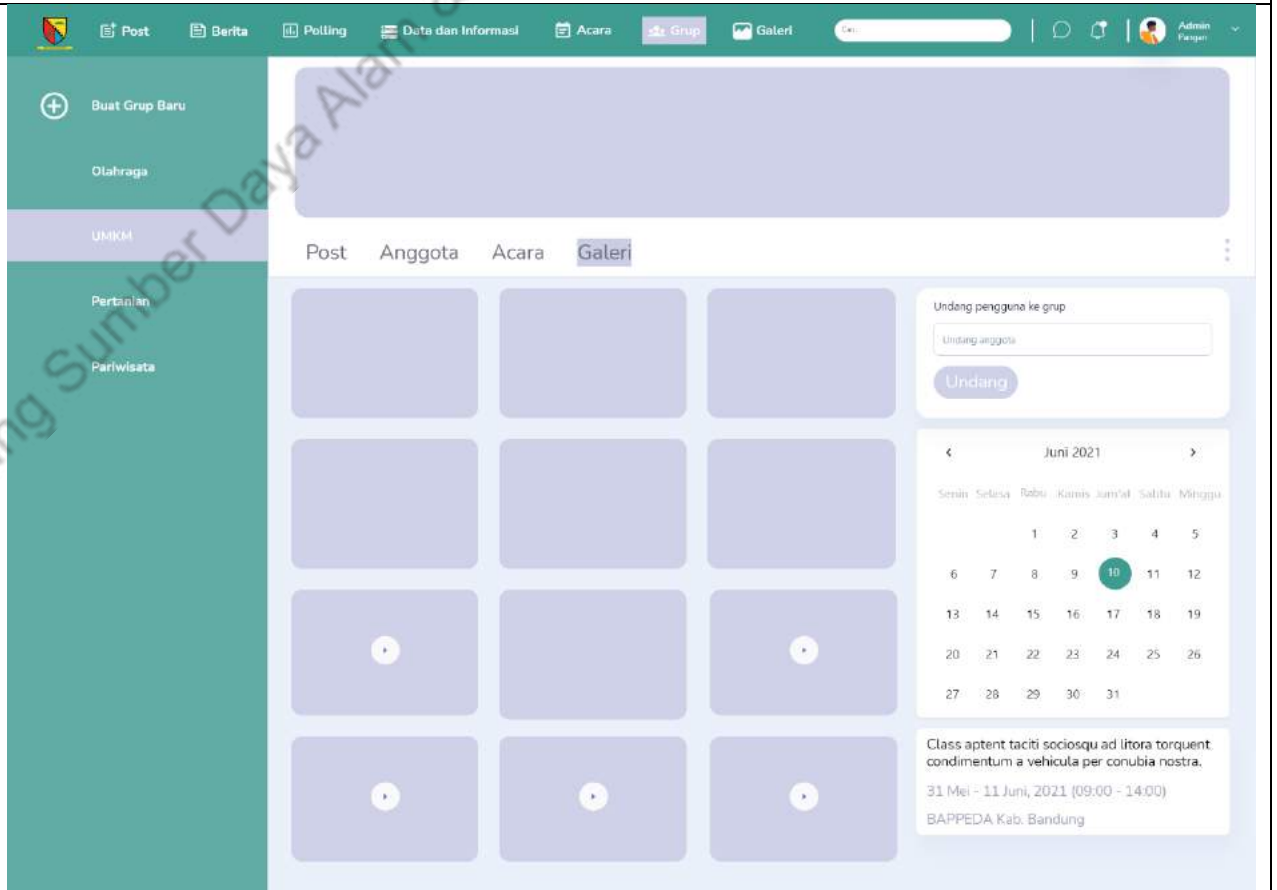 Post Berita Polling Data dan Informasi Acara Grup Galeri Cari Admin
Buat Grup Baru
Olahraga
UMKM
Pertanian
Pariwisata
Post Anggota Acara Galeri
Undang pengguna ke grup
Undang anggota
Undang
Juni 2021
Senin Selasa Rabu Kamis Jum'at Sabtu Minggu
1 2 3 4 5
6 7 8 9 10 11 12
13 14 15 16 17 18 19
20 21 22 23 24 25 26
27 28 29 30 31
Class aptent taciti sociosqu ad litora torquent
condimentum a vehicula per conubia nostra.
31 Mei - 11 Juni, 2021 (09:00 - 14:00)
BAPPEDA Kab. Bandung
Sumber Daya Alam